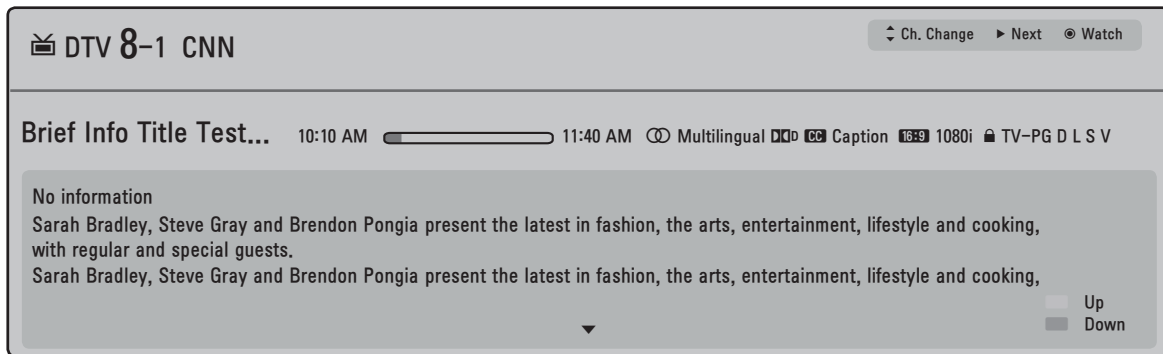 DTV 8-1 CNN
Ch. Change Next Watch
Brief Info Title Test... 10:10 AM 11:40 AM Multilingual D CC Caption 16:9 1080i TV-PG D L S V
No information
Sarah Bradley, Steve Gray and Brendon Pongia present the latest in fashion, the arts, entertainment, lifestyle and cooking,
with regular and special guests.
Sarah Bradley, Steve Gray and Brendon Pongia present the latest in fashion, the arts, entertainment, lifestyle and cooking,
Up
Down